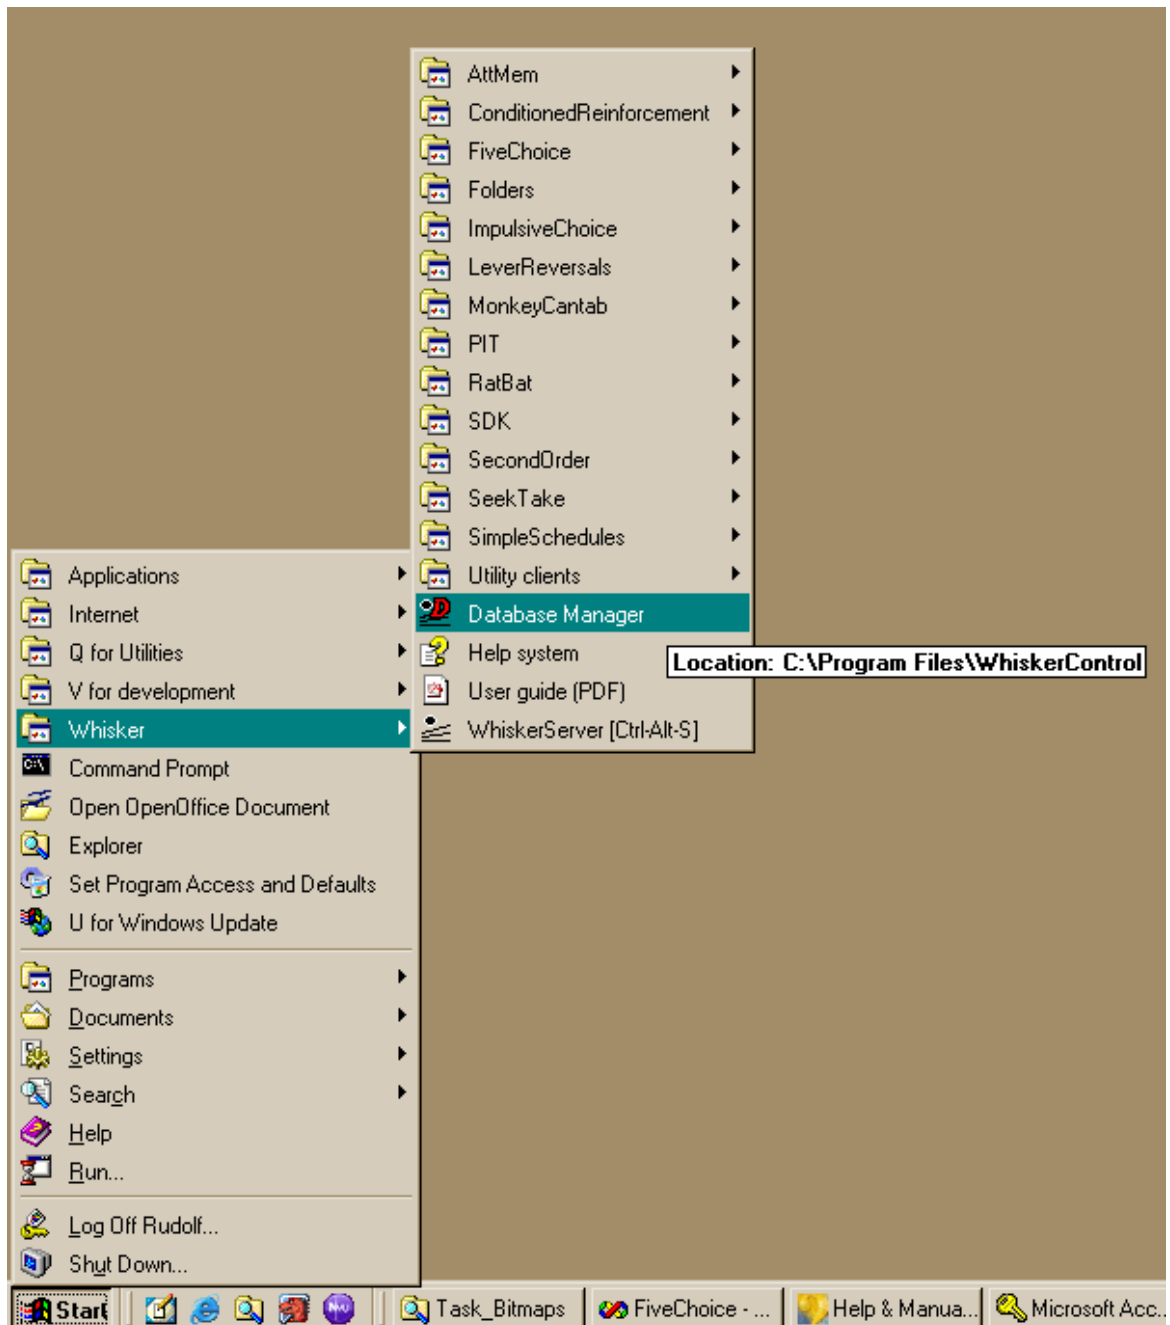 AttMem
ConditionedReinforcement
FiveChoice
Folders
ImpulsiveChoice
LeverReversals
MonkeyCantab
PIT
RatBat
SDK
SecondOrder
SeekTake
SimpleSchedules
Utility clients
Database Manager
Help system
Location: C:\Program Files\WhiskerControl
User guide (PDF)
WhiskerServer [Ctrl-Alt-S]
Applications
Internet
Q for Utilities
V for development
Whisker
Command Prompt
Open OpenOffice Document
Explorer
Set Program Access and Defaults
U for Windows Update
Programs
Documents
Settings
Search
Help
Run...
Log Off Rudolf...
Shut Down...
Start
Task_Bitmaps
FiveChoice - ...
Help & Manua...
Microsoft Acc...